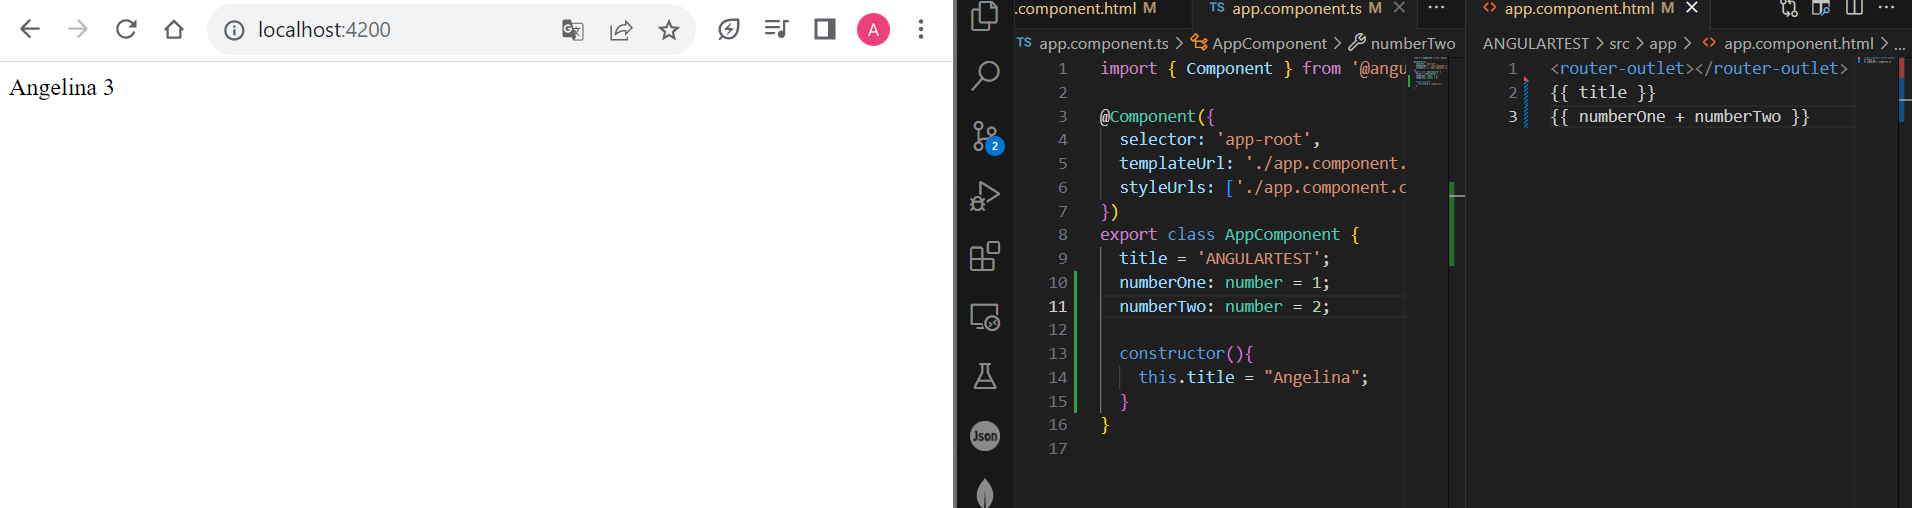 localhost:4200
A
Angelina 3
2
Json
.component.html M
TS app.component.ts M
TS app.component.ts > AppComponent > numberTwo
1 import { Component } from '@angu
2
3 @Component({
4 selector: 'app-root',
5 templateUrl: './app.component.
6 styleUrls: ['./app.component.c
7 })
8 export class AppComponent {
9 title = 'ANGULARTEST';
10 numberOne: number = 1;
11 numberTwo: number = 2;
12
13 constructor(){
14 this.title = "Angelina";
15 }
16 }
17
<> app.component.html M
ANGULARTEST > src > app > <> app.component.html > ...
1 <router-outlet></router-outlet>
2 {{ title }}
3 {{ numberOne + numberTwo }}